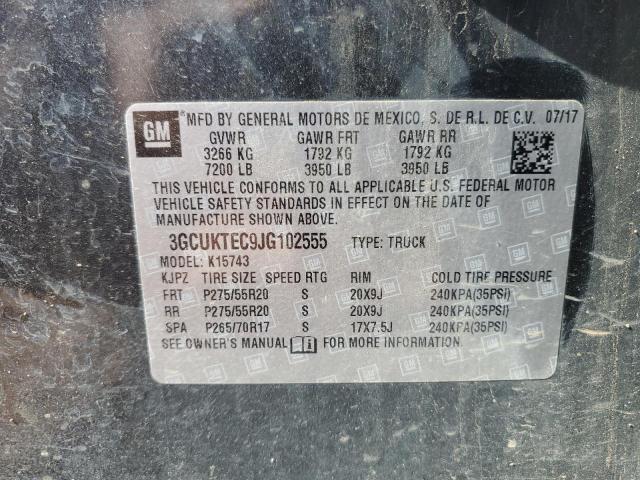 GM ® MFD BY GENERAL MOTORS DE MEXICO, S. DE R.L. DE C.V. 07/17
GVWR GAWR FRT GAWR RR
3266 KG 1792 KG 1792 KG
7200 LB 3950 LB 3950 LB
THIS VEHICLE CONFORMS TO ALL APPLICABLE U.S. FEDERAL MOTOR
VEHICLE SAFETY STANDARDS IN EFFECT ON THE DATE OF
MANUFACTURE SHOWN ABOVE.
3GCUKTEC9JG102555 TYPE: TRUCK
MODEL: K15743
KJPZ TIRE SIZE SPEED RTG RIM COLD TIRE PRESSURE
FRT P275/55R20 S 20X9J 240KPA(35PSI)
RR P275/55R20 S 20X9J 240KPA(35PSI)
SPA P265/70R17 S 17X7.5J 240KPA(35PSI)
SEE OWNER'S MANUAL FOR MORE INFORMATION.